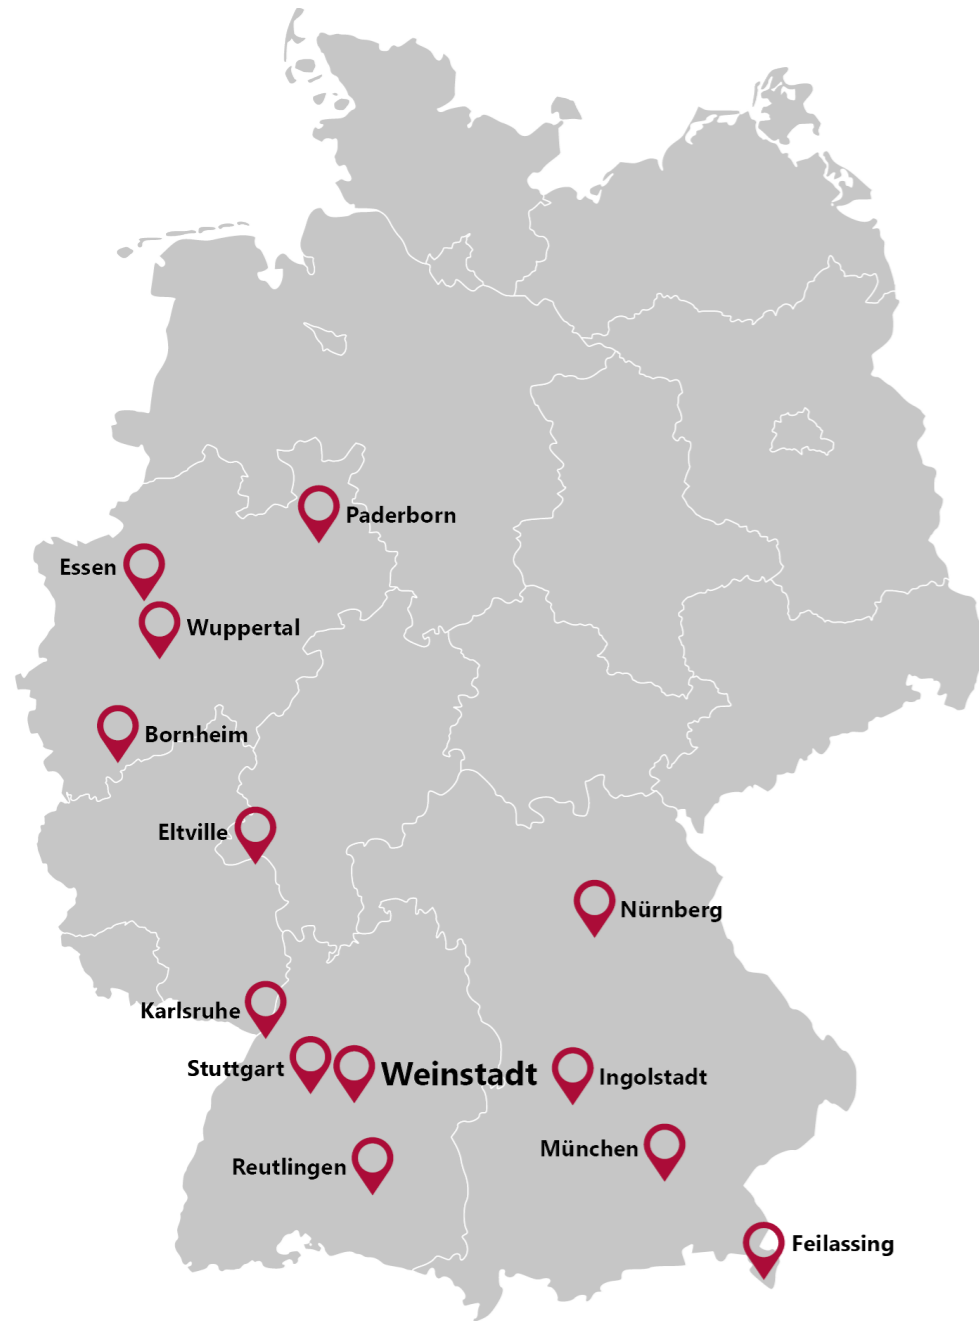 Paderborn
Essen
Wuppertal
Bornheim
Eltville
Nürnberg
Karlsruhe
Stuttgart
Weinstadt
Ingolstadt
München
Reutlingen
Feilassing